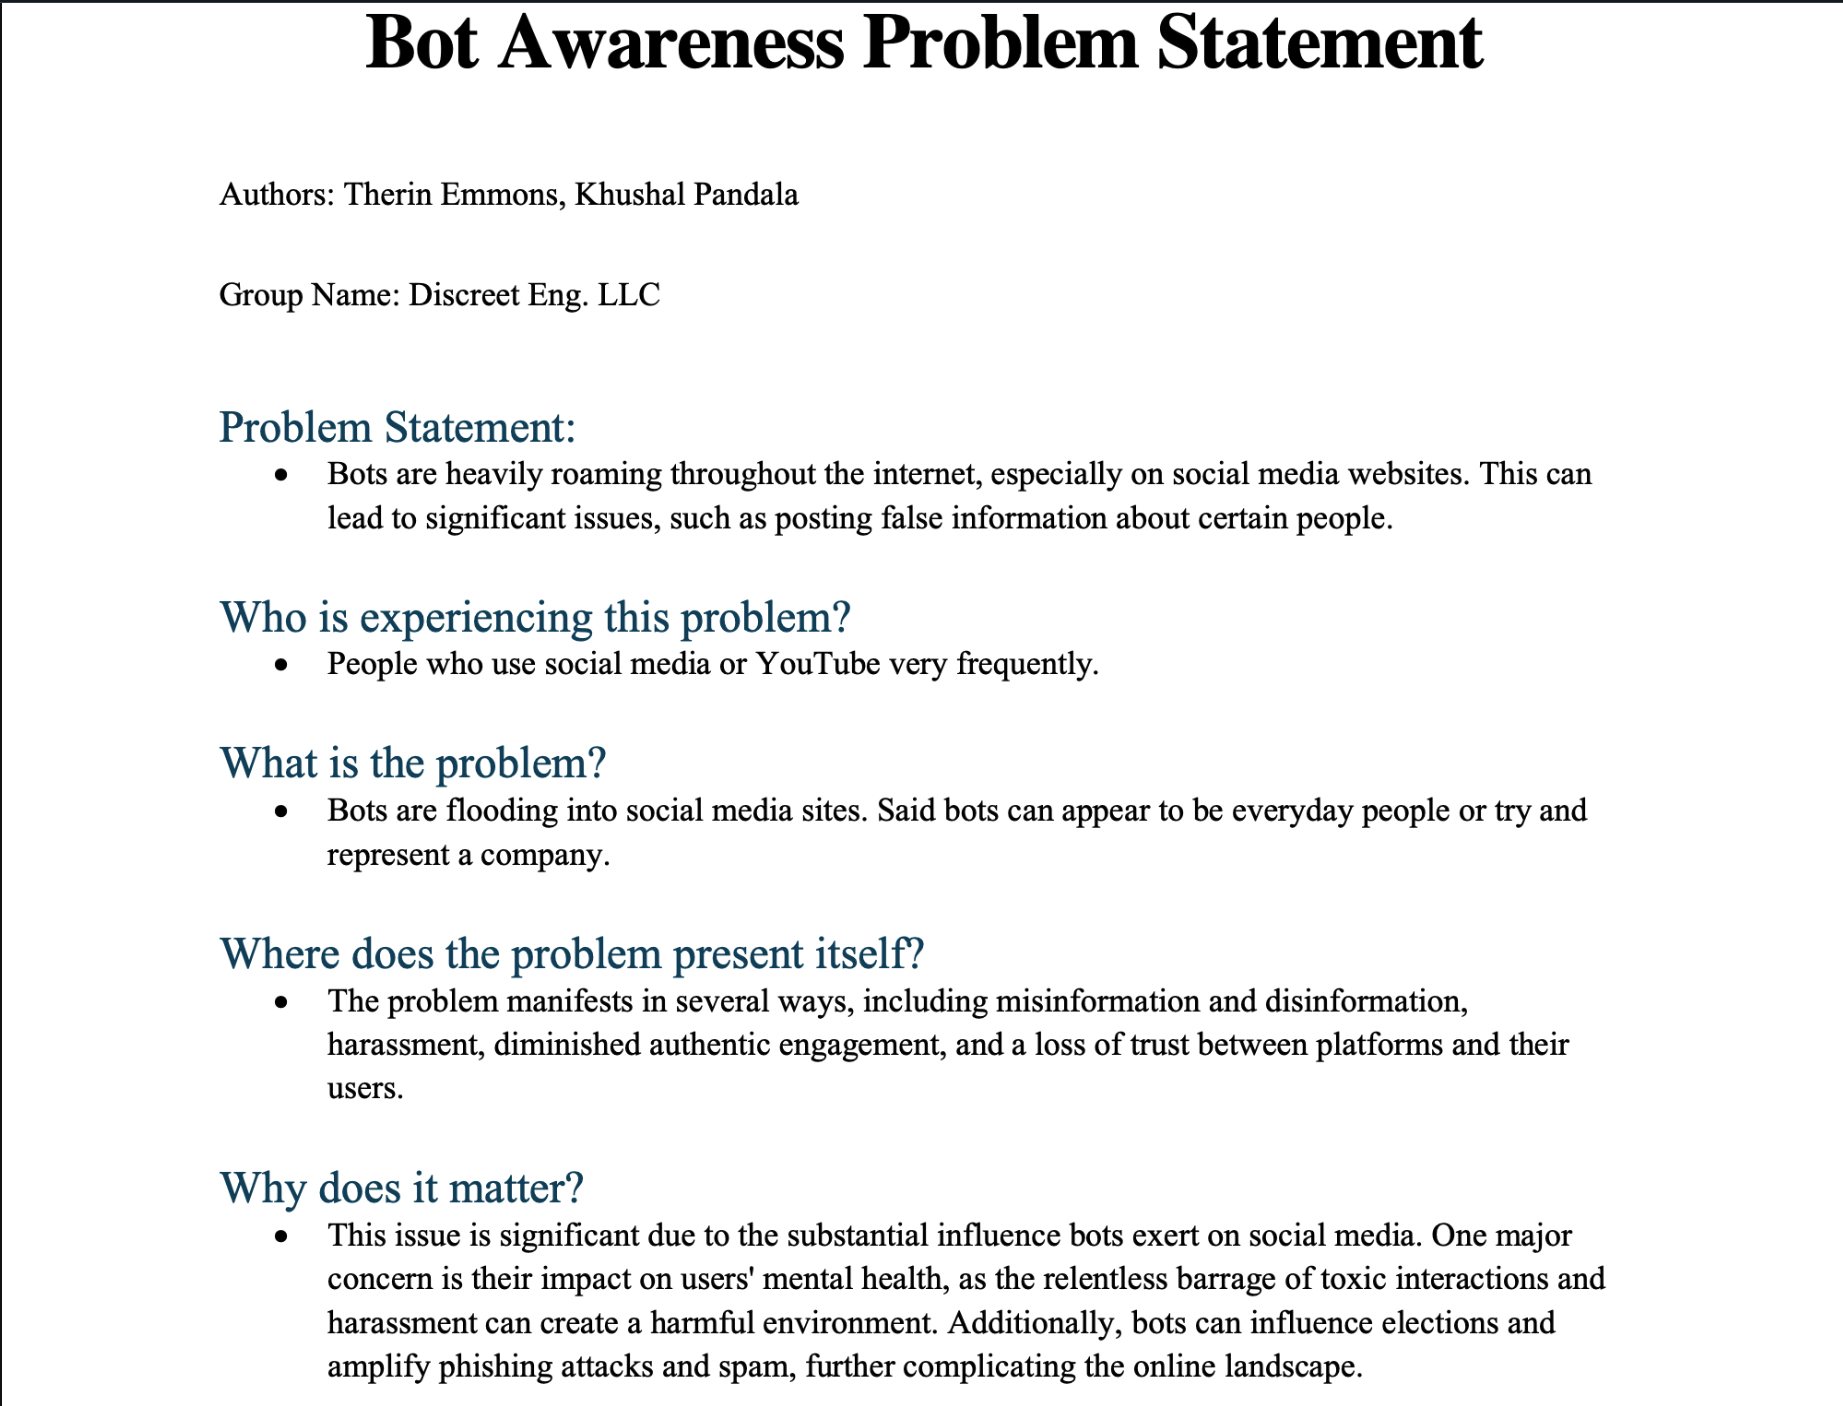 Bot Awareness Problem Statement
Authors: Therin Emmons, Khushal Pandala
Group Name: Discreet Eng. LLC
Problem Statement:
• Bots are heavily roaming throughout the internet, especially on social media websites. This can
lead to significant issues, such as posting false information about certain people.
Who is experiencing this problem?
• People who use social media or YouTube very frequently.
What is the problem?
• Bots are flooding into social media sites. Said bots can appear to be everyday people or try and
represent a company.
Where does the problem present itself?
• The problem manifests in several ways, including misinformation and disinformation,
harassment, diminished authentic engagement, and a loss of trust between platforms and their
users.
Why does it matter?
• This issue is significant due to the substantial influence bots exert on social media. One major
concern is their impact on users' mental health, as the relentless barrage of toxic interactions and
harassment can create a harmful environment. Additionally, bots can influence elections and
amplify phishing attacks and spam, further complicating the online landscape.